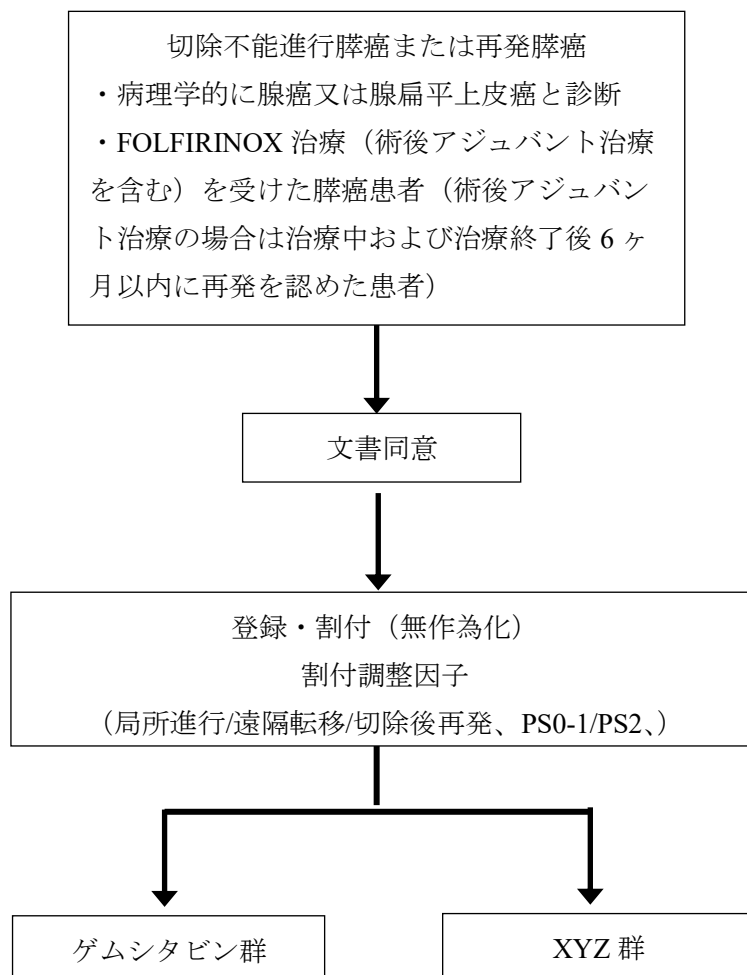 切除不能進行膵癌または再発膵癌
・病理学的に腺癌又は腺扁平上皮癌と診断
・FOLFIRINOX 治療（術後アジュバント治療
を含む）を受けた膵癌患者（術後アジュバン
ト治療の場合は治療中および治療終了後 6 ヶ
月以内に再発を認めた患者）
文書同意
登録・割付（無作為化）
割付調整因子
（局所進行/遠隔転移/切除後再発、PS0-1/PS2、）
ゲムシタビン群
XYZ 群